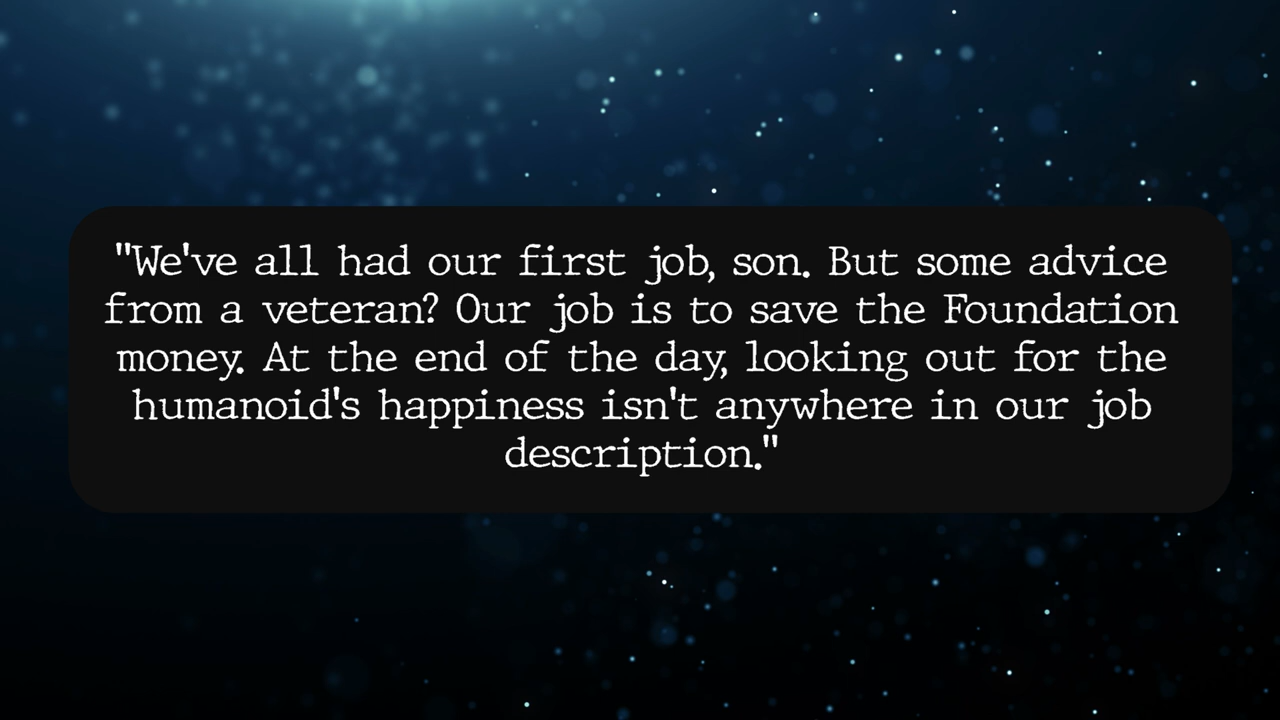 "We've all had our first job, son. But some advice
from a veteran? Our job is to save the Foundation
money. At the end of the day, looking out for the
humanoid's happiness isn't anywhere in our job
description."